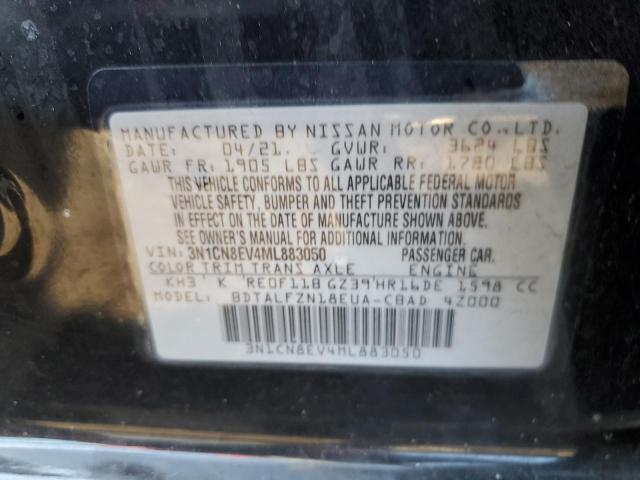 MANUFACTURED BY NISSAN MOTOR CO.,LTD.
DATE: 04/21. GVWR: 3624 LBS
GAWR FR: 1905 LBS GAWR RR: 1780 LBS
THIS VEHICLE CONFORMS TO ALL APPLICABLE FEDERAL MOTOR
VEHICLE SAFETY, BUMPER AND THEFT PREVENTION STANDARDS
IN EFFECT ON THE DATE OF MANUFACTURE SHOWN ABOVE.
SEE OWNER'S MANUAL FOR ADDITIONAL INFORMATION.
VIN: 3N1CN8EV4ML883050 PASSENGER CAR.
COLOR TRIM TRANS AXLE ENGINE
KH3 K RE0F11B GZ39 HR16DE 1598 CC
MODEL: BDTALFZN18EUA-CBAD 4Z000
3N1CN8EV4ML883050